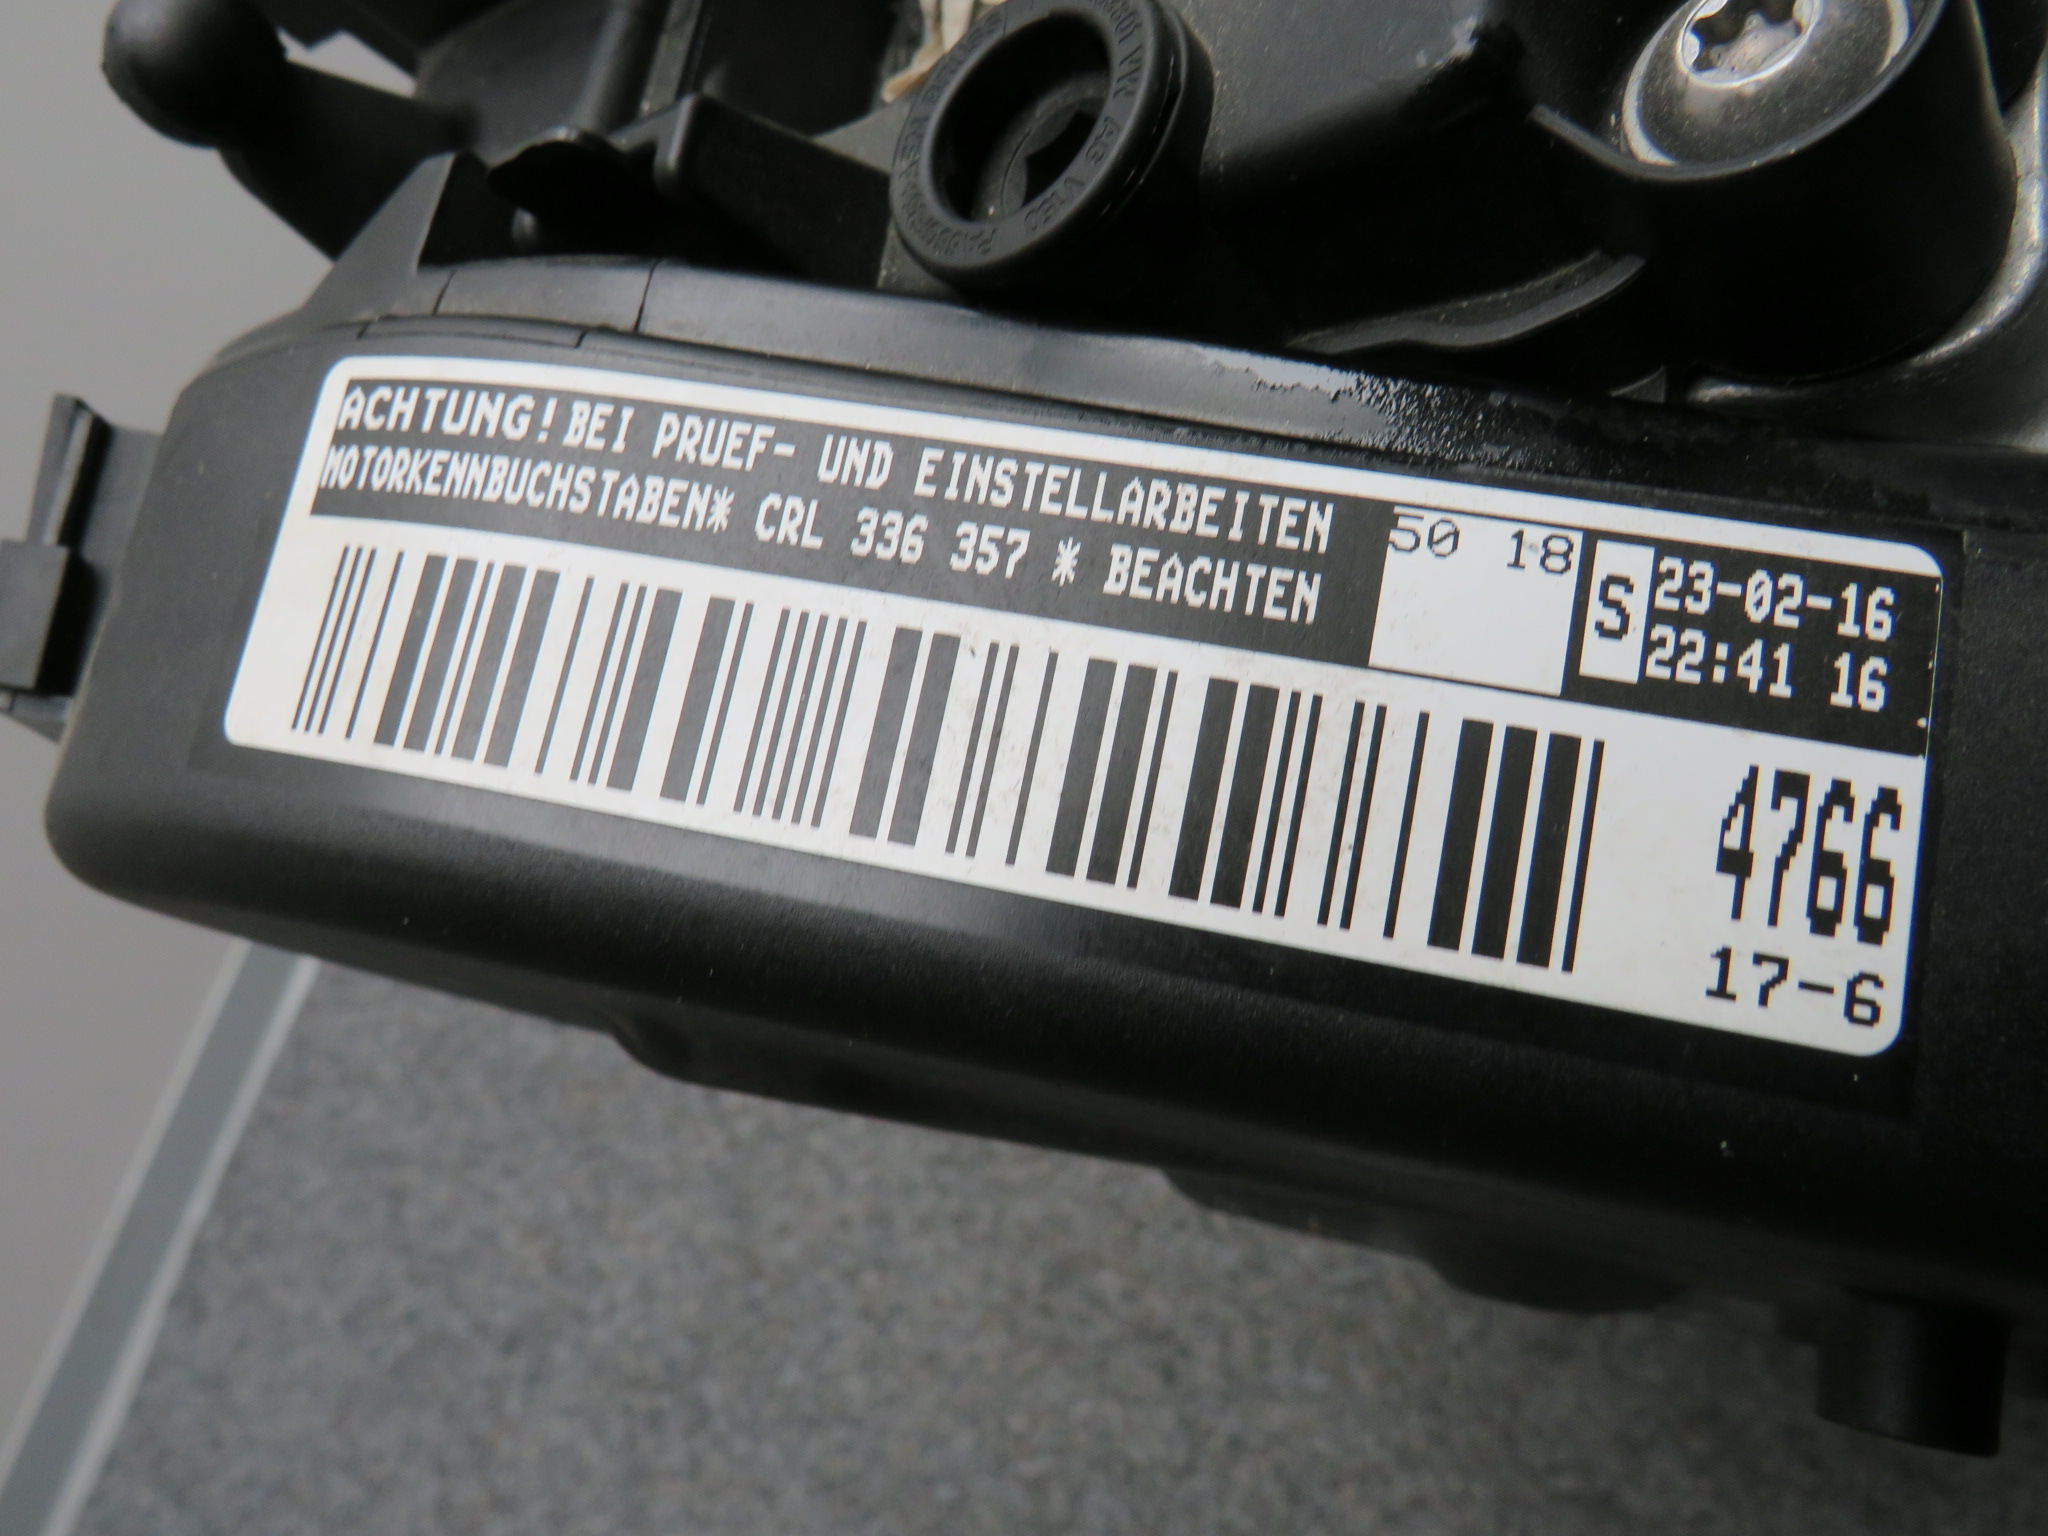 ACHTUNG! BEI PRUEF- UND EINSTELLARBEITEN
MOTORKENNBUCHSTABEN* CRL 336 357 * BEACHTEN
50 18
S
23-02-16
22:41 16
4766
17-6